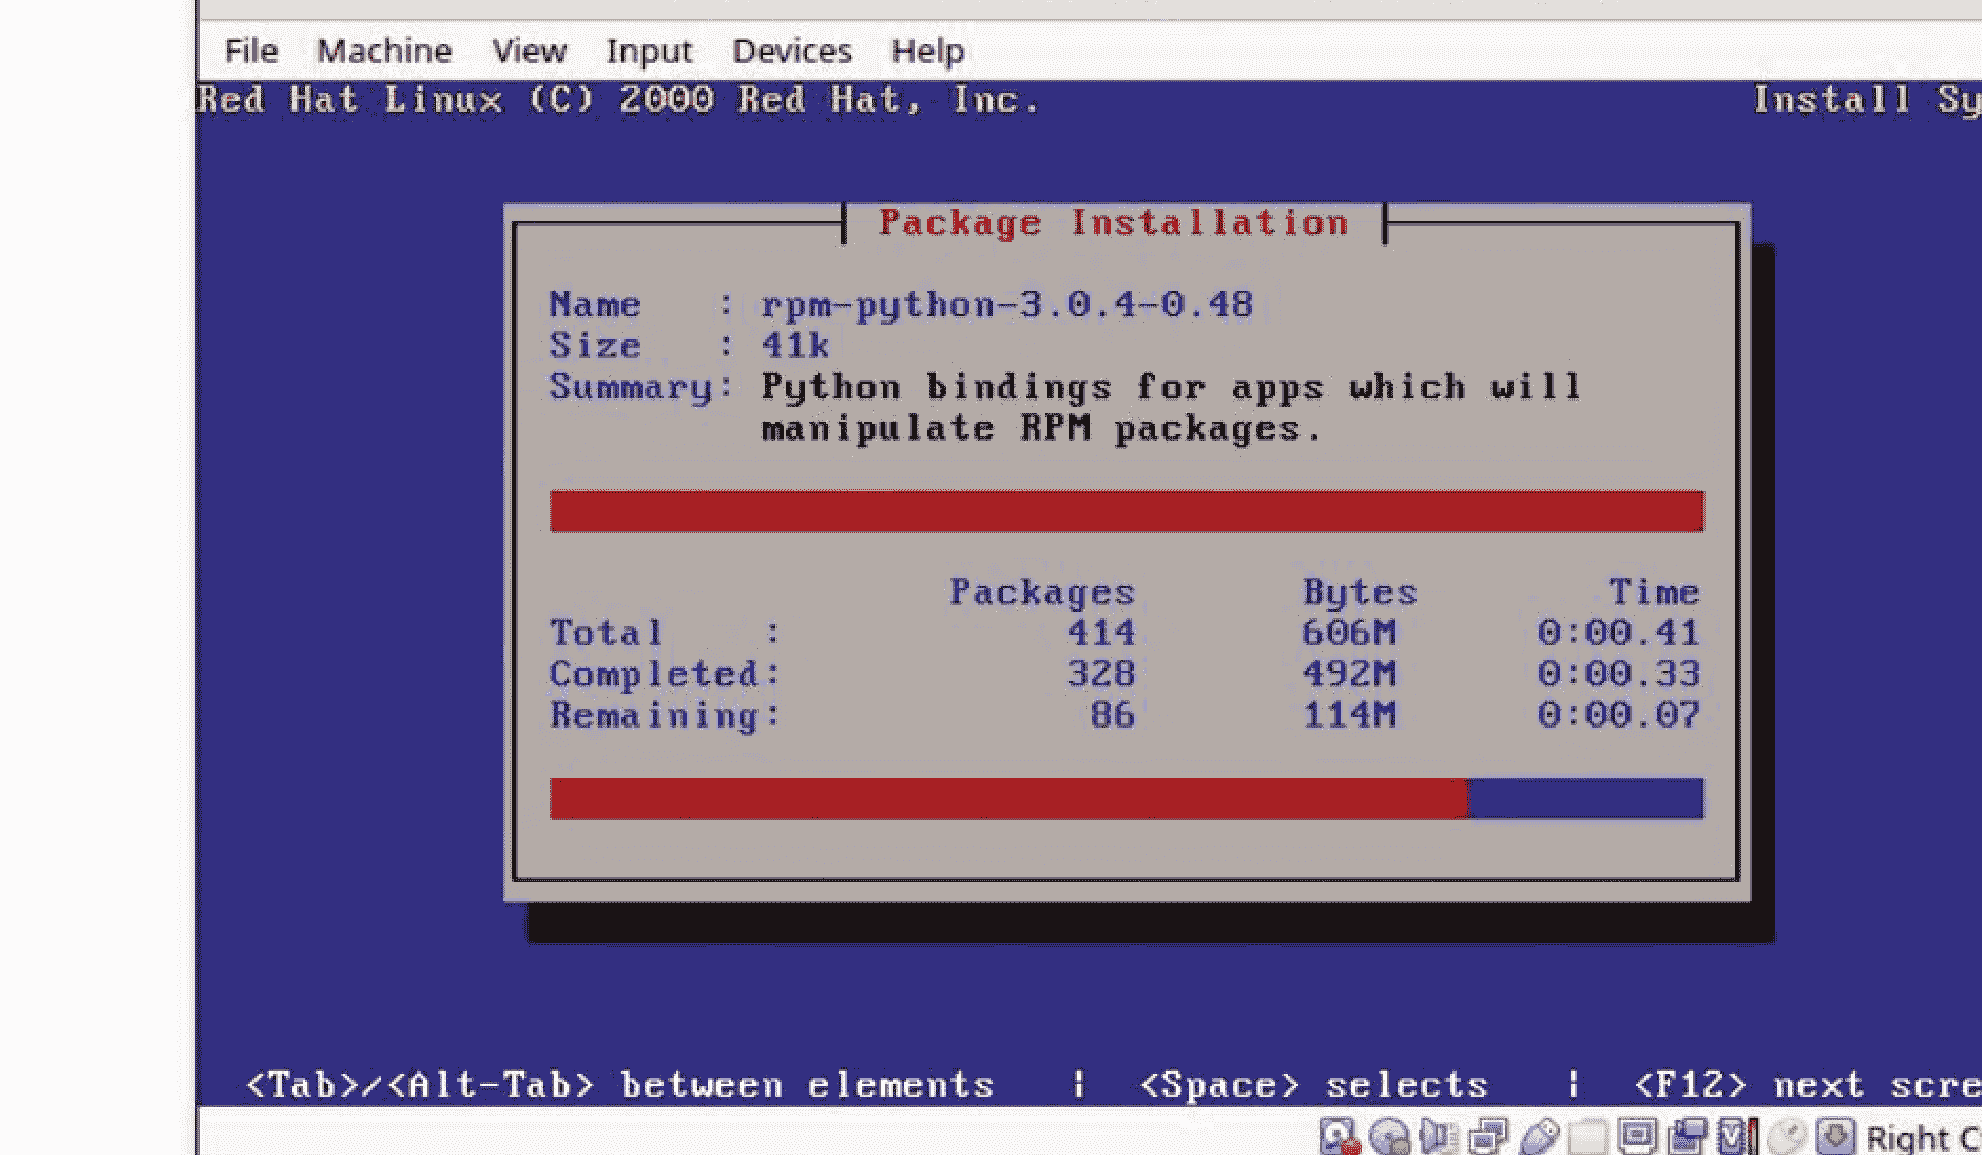 File Machine View Input Devices Help
Red Hat Linux (C) 2000 Red Hat, Inc. Install Sy
Package Installation
Name : rpm-python-3.0.4-0.48
Size : 41k
Summary: Python bindings for apps which will
manipulate RPM packages.
Packages Bytes Time
Total : 414 606M 0:00.41
Completed: 328 492M 0:00.33
Remaining: 86 114M 0:00.07
<Tab>/<Alt-Tab> between elements | <Space> selects | <F12> next scre
Right C